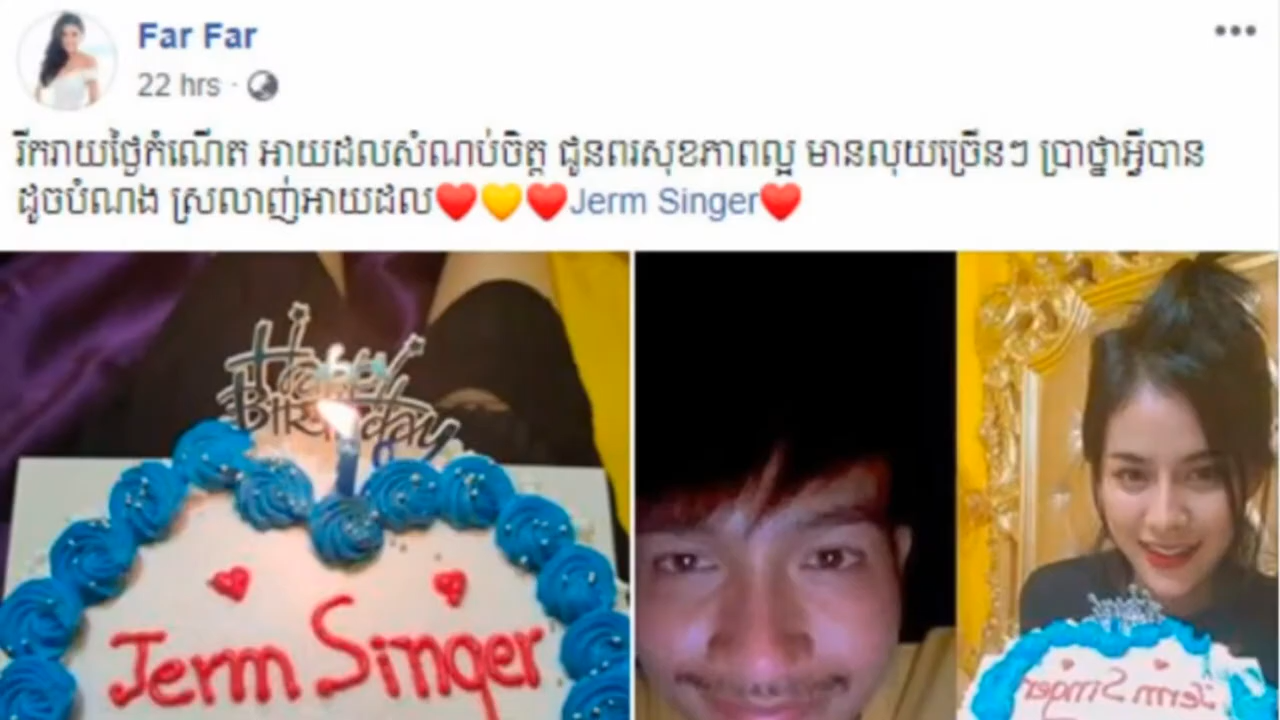 Far Far
22 hrs ·
រីករាយថ្ងៃកំណើត អាយដលសំណប់ចិត្ត ជូនពរសុខភាពល្អ មានលុយច្រើនៗ ប្រាថ្នាអ្វីបាន
ដូចបំណង ស្រលាញ់អាយដល❤️💛❤️Jerm Singer❤️
Happy
Birthday
Jerm Singer
Jerm Singer